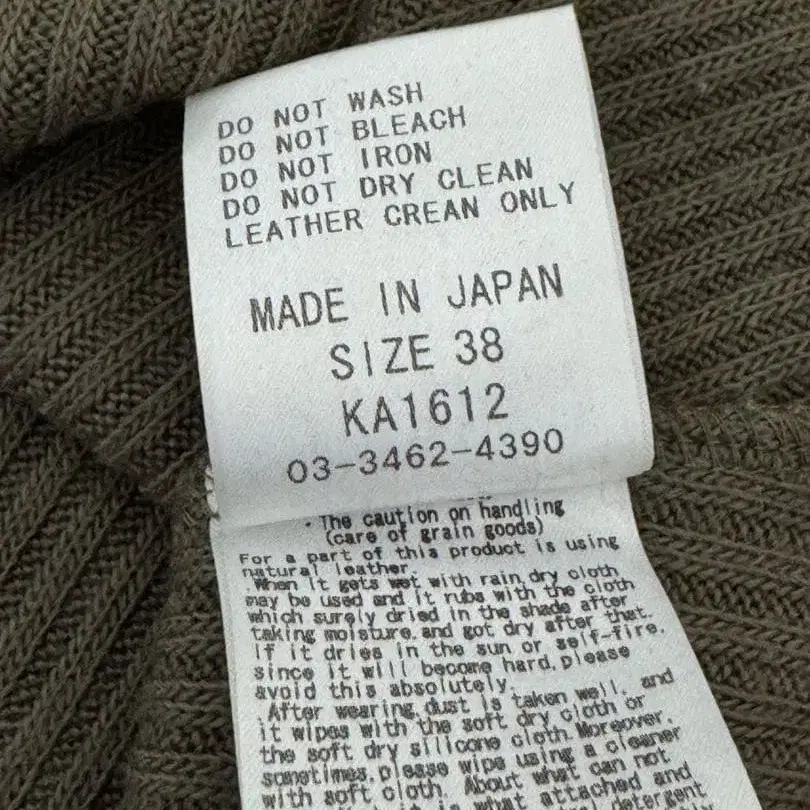 DO NOT WASH
DO NOT BLEACH
DO NOT IRON
DO NOT DRY CLEAN
LEATHER CREAN ONLY
MADE IN JAPAN
SIZE 38
KA1612
03-3462-4390
・The caution on handling
(care of grain goods)
For a part of this product is using
natural leather.
.When it gets wet with rain, dry cloth
may be used and it rubs with the cloth
which surely dried in the shade after
taking moisture, and got dry after that.
If it dries in the sun or self-fire,
since it will become hard, please
avoid this absolutely.
.After wearing, dust is taken well, and
it wipes with the soft dry cloth or
the soft dry silicone cloth. Moreover,
sometimes, please wipe using a cleaner
with soft cloth. About what can not
it is what attached and
detergent